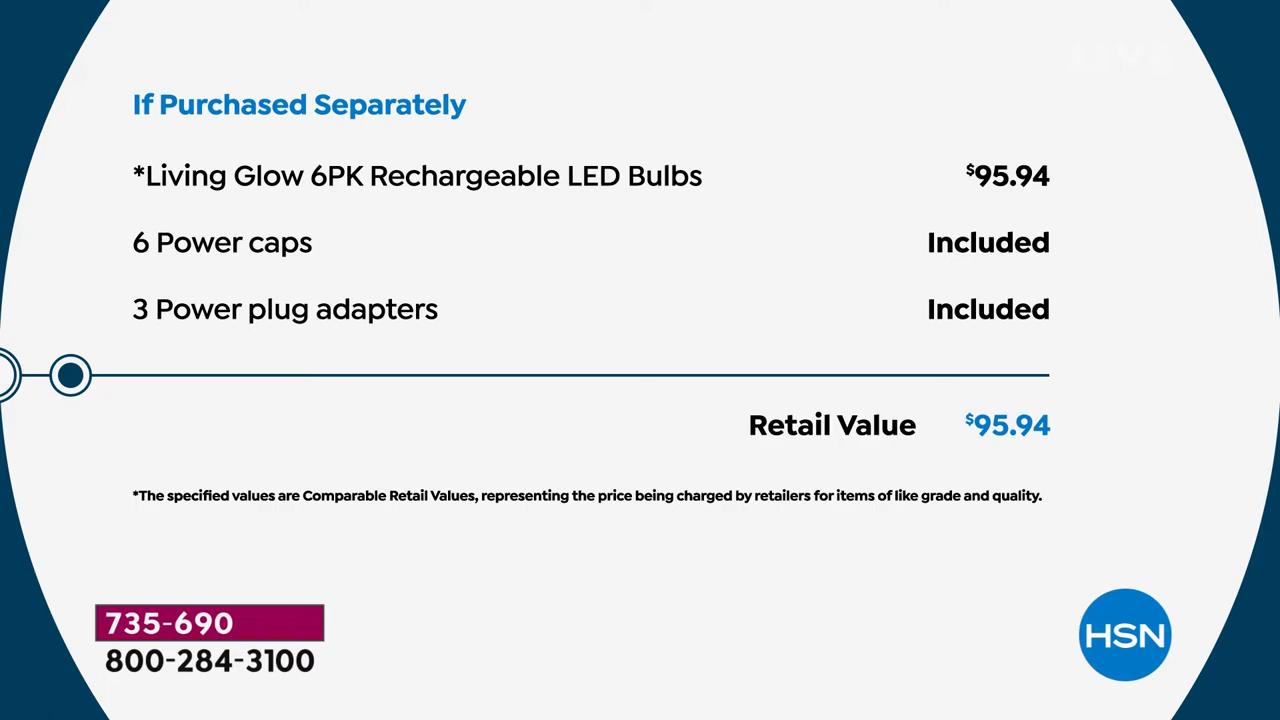 If Purchased Separately
*Living Glow 6PK Rechargeable LED Bulbs $95.94
6 Power caps Included
3 Power plug adapters Included
Retail Value $95.94
*The specified values are Comparable Retail Values, representing the price being charged by retailers for items of like grade and quality.
735-690
800-284-3100
HSN